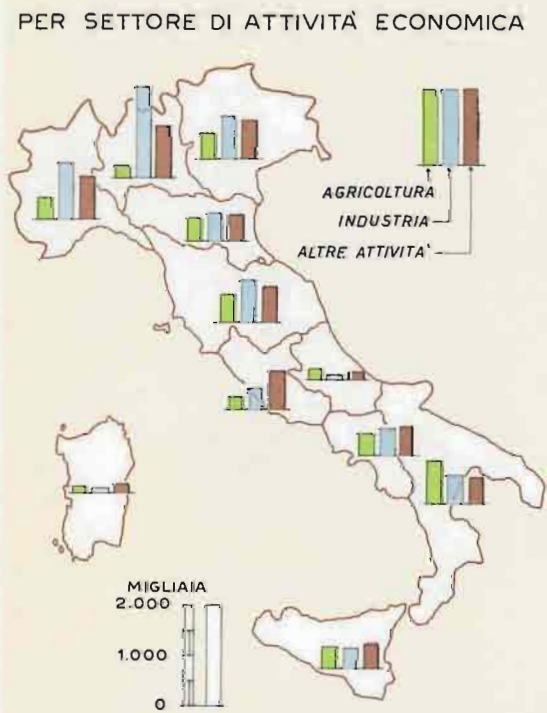 PER SETTORE DI ATTIVITÀ ECONOMICA
AGRICOLTURA
INDUSTRIA
ALTRE ATTIVITA'
MIGLIAIA
2.000
1.000
0